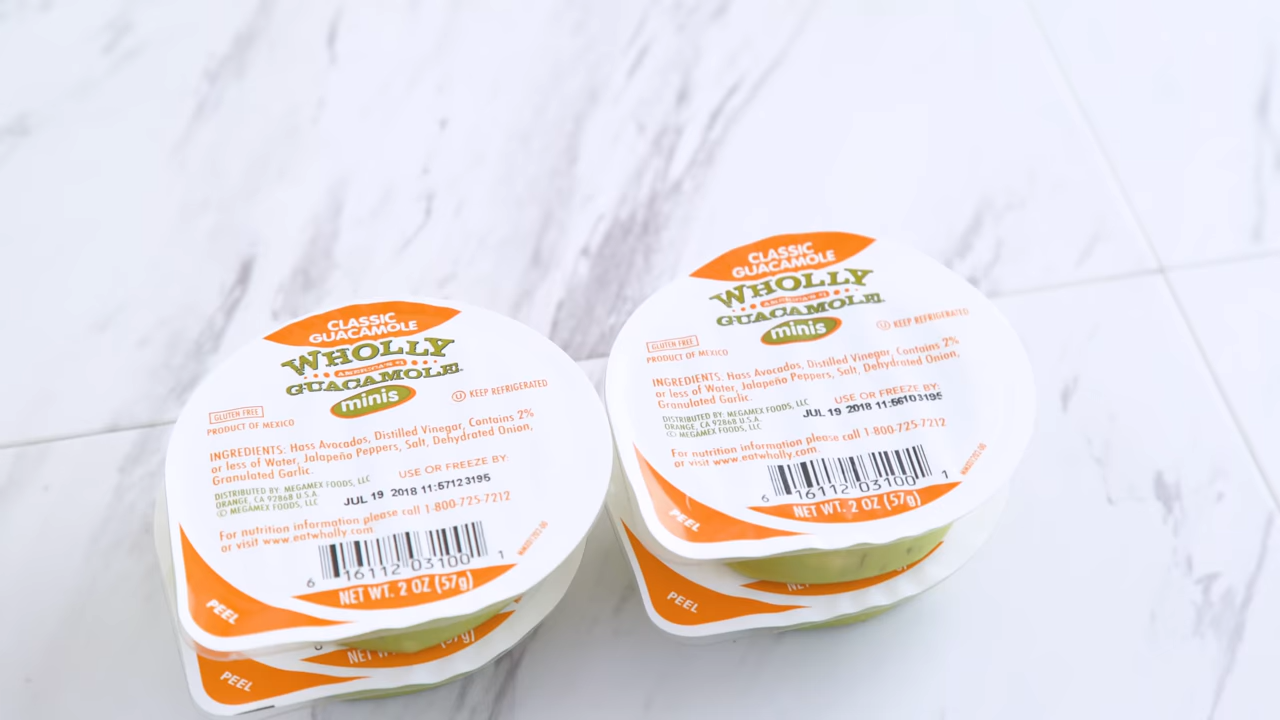 CLASSIC
GUACAMOLE
WHOLLY
AMERICA'S #1
GUACAMOLE
minis
GLUTEN FREE
PRODUCT OF MEXICO
U KEEP REFRIGERATED
INGREDIENTS: Hass Avocados, Distilled Vinegar, Contains 2%
or less of Water, Jalapeño Peppers, Salt, Dehydrated Onion,
Granulated Garlic.
DISTRIBUTED BY: MEGAMEX FOODS, LLC
ORANGE, CA 92868 U.S.A.
© MEGAMEX FOODS, LLC
USE OR FREEZE BY:
JUL 19 2018 11:57123195
For nutrition information please call 1-800-725-7212
or visit www.eatwholly.com
6 16112 03100 1
NET WT. 2 OZ (57g)
PEEL
PEEL
CLASSIC
GUACAMOLE
WHOLLY
AMERICA'S #1
GUACAMOLE
minis
GLUTEN FREE
PRODUCT OF MEXICO
U KEEP REFRIGERATED
INGREDIENTS: Hass Avocados, Distilled Vinegar, Contains 2%
or less of Water, Jalapeño Peppers, Salt, Dehydrated Onion,
Granulated Garlic.
DISTRIBUTED BY: MEGAMEX FOODS, LLC
ORANGE, CA 92868 U.S.A.
© MEGAMEX FOODS, LLC
USE OR FREEZE BY:
JUL 19 2018 11:56103195
For nutrition information please call 1-800-725-7212
or visit www.eatwholly.com
6 16112 03100 1
NET WT. 2 OZ (57g)
PEEL
PEEL